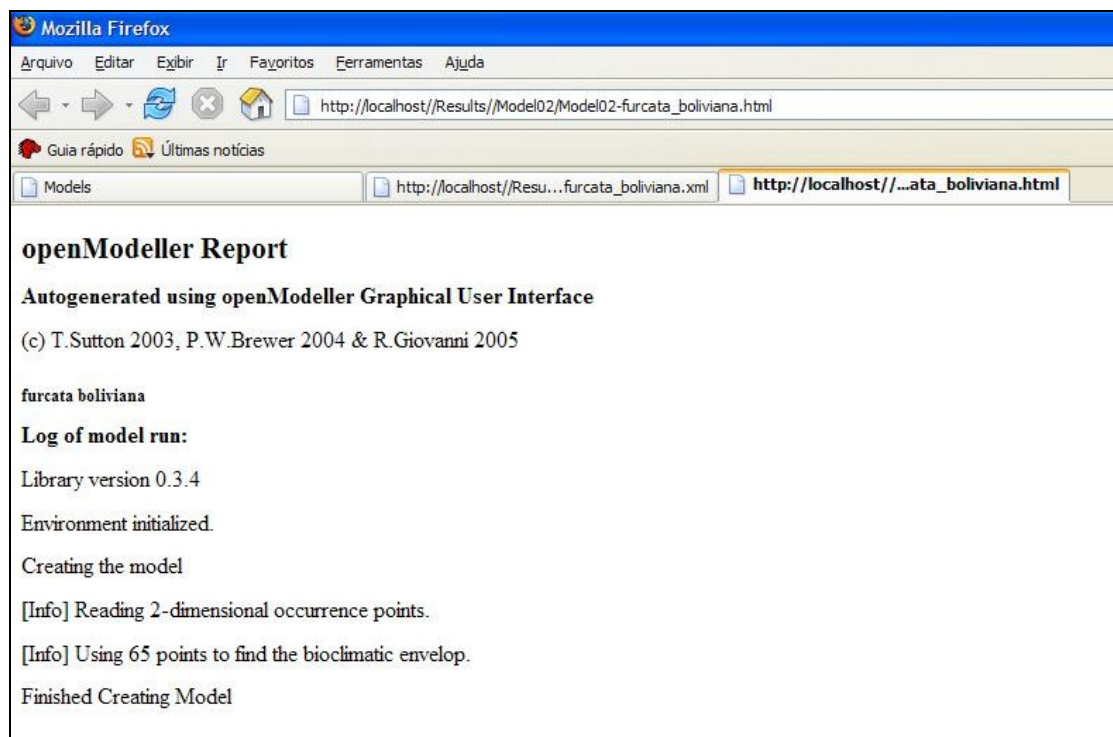 Mozilla Firefox
Arquivo Editar Exibir Ir Favoritos Ferramentas Ajuda
http://localhost//Results//Model02/Model02-furcata_boliviana.html
Guia rápido Últimas notícias
Models http://localhost//Resu...furcata_boliviana.xml http://localhost//...ata_boliviana.html
openModeller Report
Autogenerated using openModeller Graphical User Interface
(c) T.Sutton 2003, P.W.Brewer 2004 & R.Giovanni 2005
furcata boliviana
Log of model run:
Library version 0.3.4
Environment initialized.
Creating the model
[Info] Reading 2-dimensional occurrence points.
[Info] Using 65 points to find the bioclimatic envelop.
Finished Creating Model